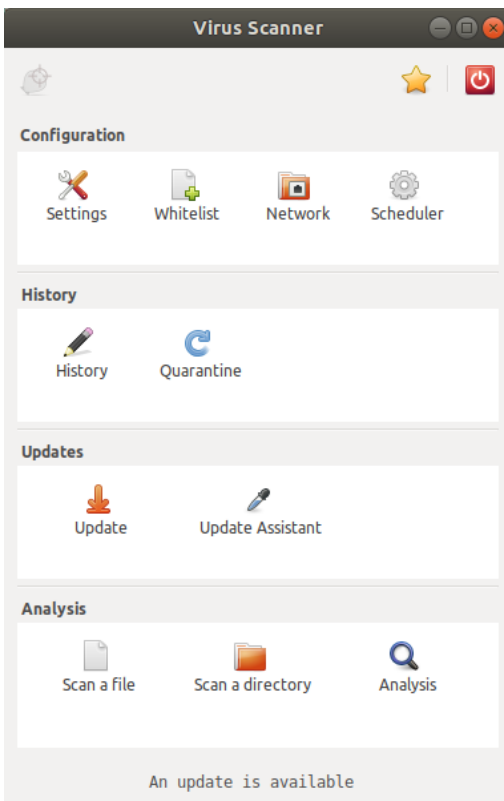 Virus Scanner
Configuration
Settings Whitelist Network Scheduler
History
History Quarantine
Updates
Update Update Assistant
Analysis
Scan a file Scan a directory Analysis
An update is available